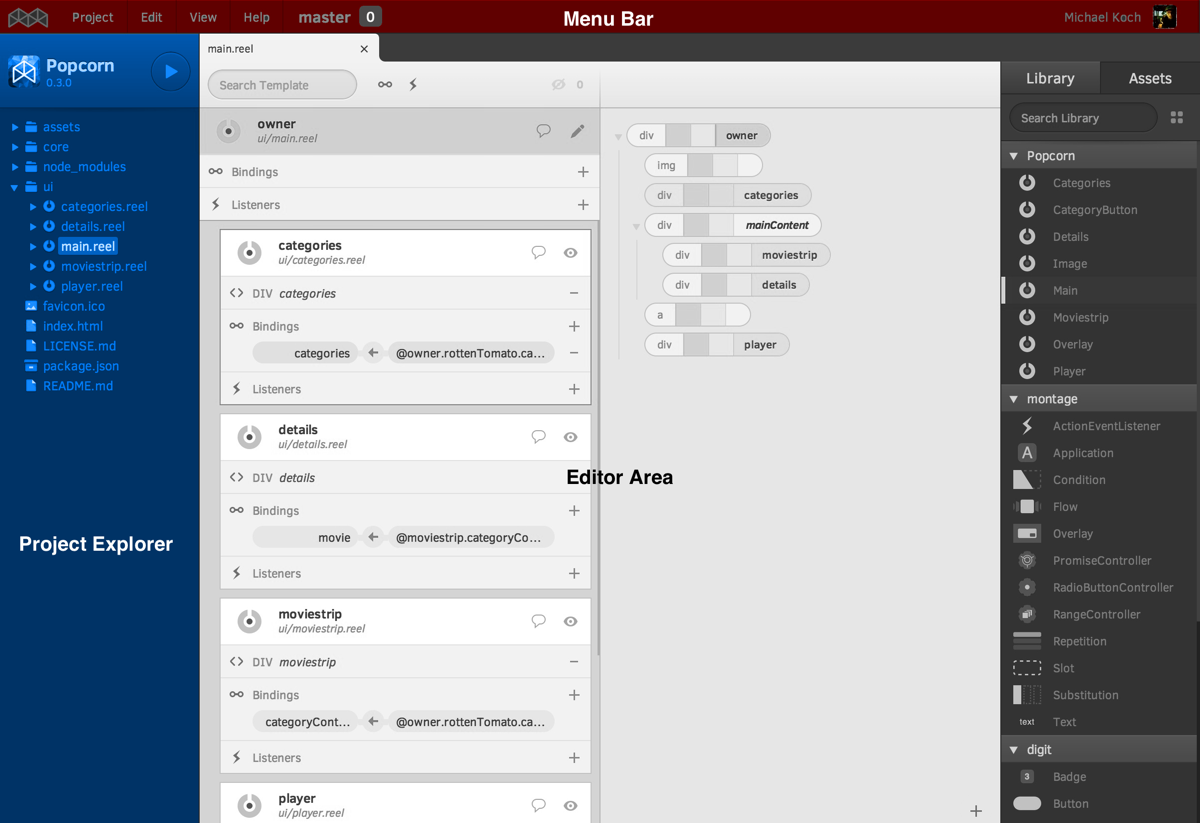 Project Edit View Help master 0 Menu Bar Michael Koch
Popcorn
0.3.0
assets
core
node_modules
ui
categories.reel
details.reel
main.reel
moviestrip.reel
player.reel
favicon.ico
index.html
LICENSE.md
package.json
README.md
Project Explorer
main.reel
Search Template 0
owner
ui/main.reel
Bindings
Listeners
categories
ui/categories.reel
DIV categories
Bindings
categories @owner.rottenTomato.ca...
Listeners
details
ui/details.reel
DIV details
Bindings
movie @moviestrip.categoryCo...
Listeners
moviestrip
ui/moviestrip.reel
DIV moviestrip
Bindings
categoryCont... @owner.rottenTomato.ca...
Listeners
player
ui/player.reel
Editor Area
div owner
img
div categories
div mainContent
div moviestrip
div details
a
div player
Library Assets
Search Library
Popcorn
Categories
CategoryButton
Details
Image
Main
Moviestrip
Overlay
Player
montage
ActionEventListener
A Application
Condition
Flow
Overlay
PromiseController
RadioButtonController
RangeController
Repetition
Slot
Substitution
text Text
digit
3 Badge
Button